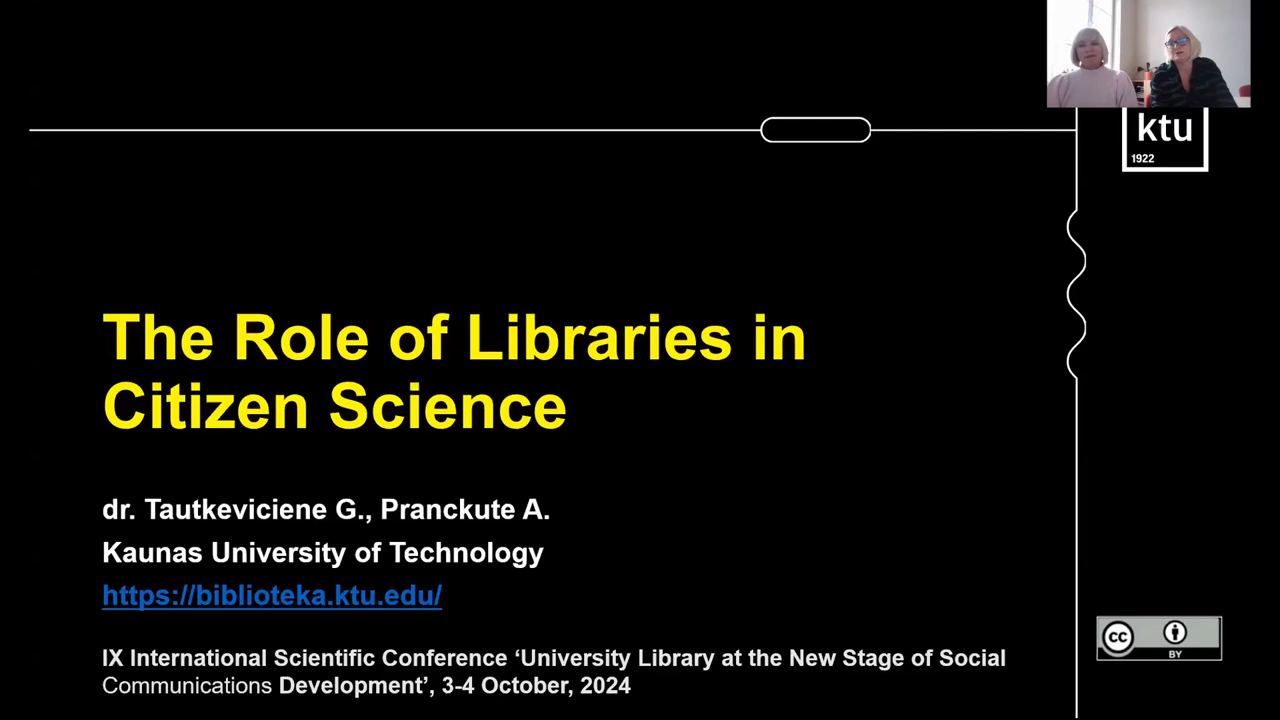 ktu
1922
The Role of Libraries in
Citizen Science
dr. Tautkeviciene G., Pranckute A.
Kaunas University of Technology
https://biblioteka.ktu.edu/
IX International Scientific Conference ‘University Library at the New Stage of Social
Communications Development’, 3-4 October, 2024
cc
BY